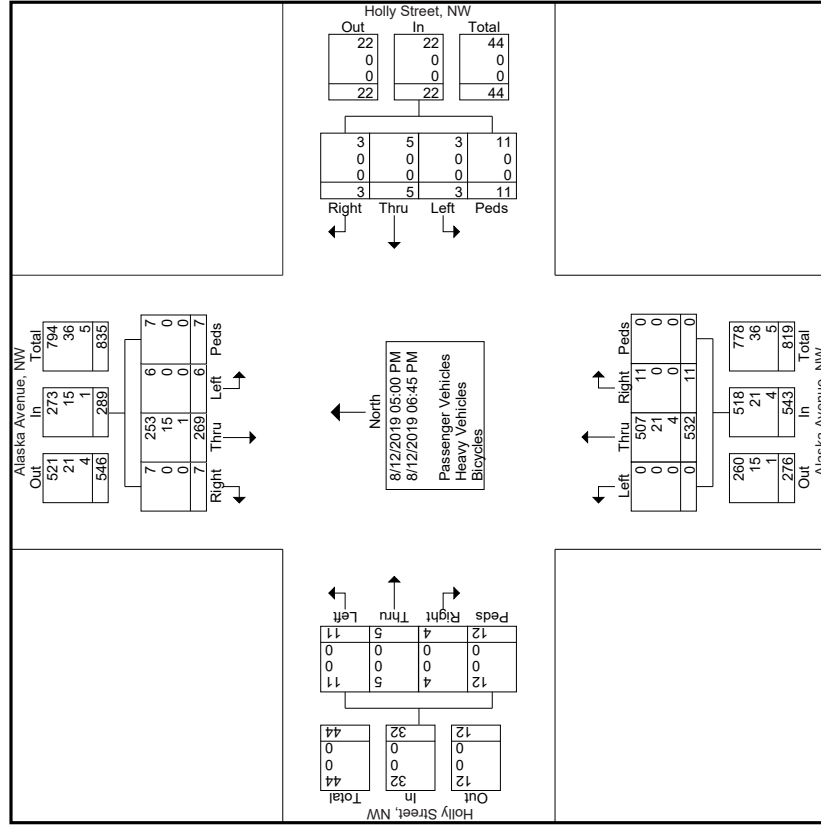 Holly Street, NW
Out In Total
22 22 44
0 0 0
0 0 0
22 22 44
3 5 3 11
0 0 0 0
0 0 0 0
3 5 3 11
Right Thru Left Peds
Alaska Avenue, NW
Out In Total
521 273 794
21 15 36
4 1 5
546 289 835
7 253 6 7
0 15 0 0
0 1 0 0
7 269 6 7
Right Thru Left Peds
North
8/12/2019 05:00 PM
8/12/2019 06:45 PM
Passenger Vehicles
Heavy Vehicles
Bicycles
Left Thru Right Peds
0 507 11 0
0 21 0 0
0 4 0 0
0 532 11 0
260 518 778
15 21 36
1 4 5
276 543 819
Out In Total
Alaska Avenue, NW
Holly Street, NW
Out In Total
12 32 44
0 0 0
0 0 0
12 32 44
12 4 5 11
0 0 0 0
0 0 0 0
12 4 5 11
Peds Right Thru Left